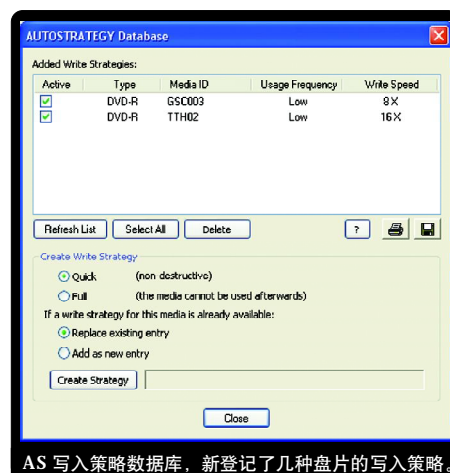 AUTOSTRATEGY Database
Added Write Strategies:
Active Type Media ID Usage Frequency Write Speed
DVD-R GSC003 Low 8X
DVD-R TTH02 Low 16X
Refresh List Select All Delete ?
Create Write Strategy
Quick (non destructive)
Full (the media cannot be used afterwards)
If a write strategy for this media is already available:
Replace existing entry
Add as new entry
Create Strategy
Close
AS 写入策略数据库，新登记了几种盘片的写入策略。